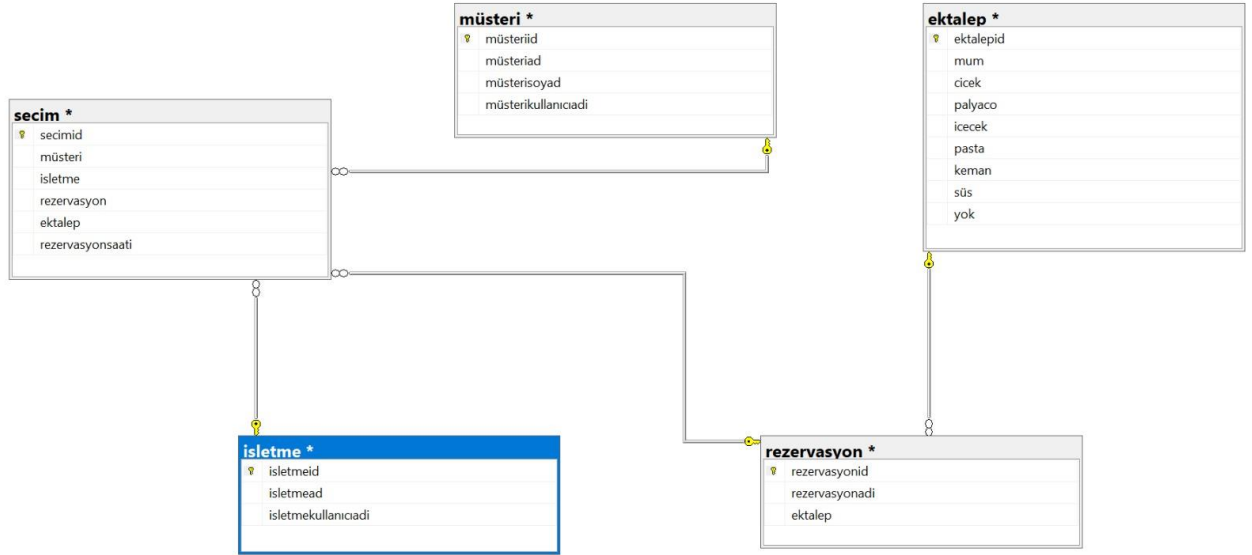 müsteri *
müsteriid
müsteriad
müsterisoyad
müsterikullanıcıadi
ektalep *
ektalepid
mum
cicek
palyaco
icecek
pasta
keman
süs
yok
secim *
secimid
müsteri
isletme
rezervasyon
ektalep
rezervasyonsaati
isletme *
isletmeid
isletmead
isletmekullanıcıadi
rezervasyon *
rezervasyonid
rezervasyonadi
ektalep